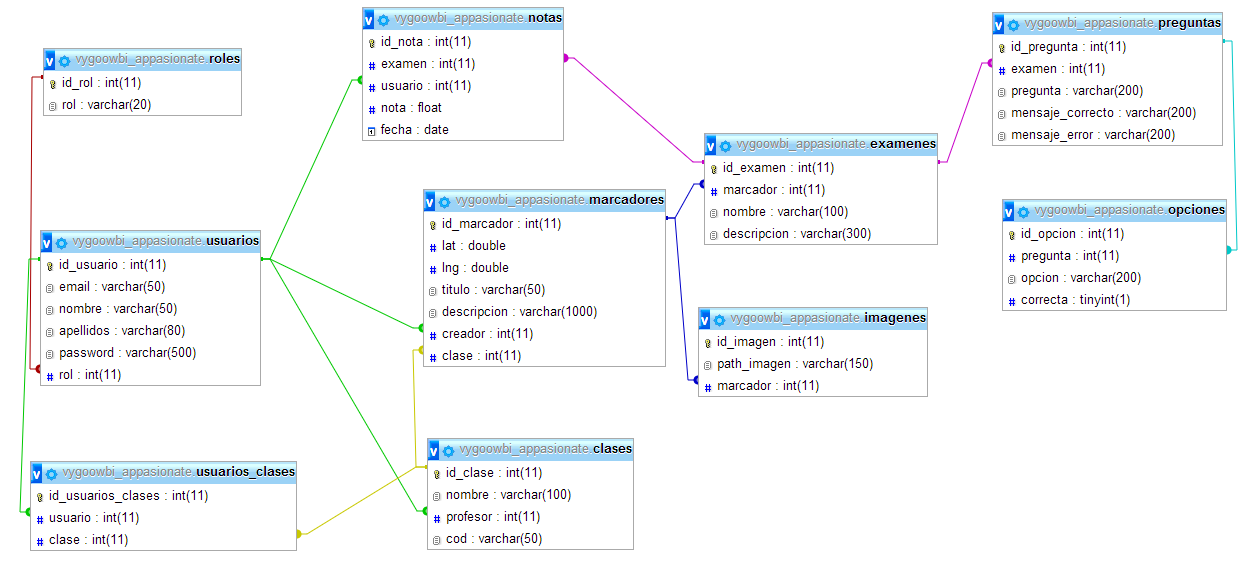 vygoowbi_appasionate.roles
id_rol : int(11)
rol : varchar(20)
vygoowbi_appasionate.usuarios
id_usuario : int(11)
email : varchar(50)
nombre : varchar(50)
apellidos : varchar(80)
password : varchar(500)
rol : int(11)
vygoowbi_appasionate.usuarios_clases
id_usuarios_clases : int(11)
usuario : int(11)
clase : int(11)
vygoowbi_appasionate.notas
id_nota : int(11)
examen : int(11)
usuario : int(11)
nota : float
fecha : date
vygoowbi_appasionate.marcadores
id_marcador : int(11)
lat : double
lng : double
titulo : varchar(50)
descripcion : varchar(1000)
creador : int(11)
clase : int(11)
vygoowbi_appasionate.clases
id_clase : int(11)
nombre : varchar(100)
profesor : int(11)
cod : varchar(50)
vygoowbi_appasionate.examenes
id_examen : int(11)
marcador : int(11)
nombre : varchar(100)
descripcion : varchar(300)
vygoowbi_appasionate.imagenes
id_imagen : int(11)
path_imagen : varchar(150)
marcador : int(11)
vygoowbi_appasionate.preguntas
id_pregunta : int(11)
examen : int(11)
pregunta : varchar(200)
mensaje_correcto : varchar(200)
mensaje_error : varchar(200)
vygoowbi_appasionate.opciones
id_opcion : int(11)
pregunta : int(11)
opcion : varchar(200)
correcta : tinyint(1)